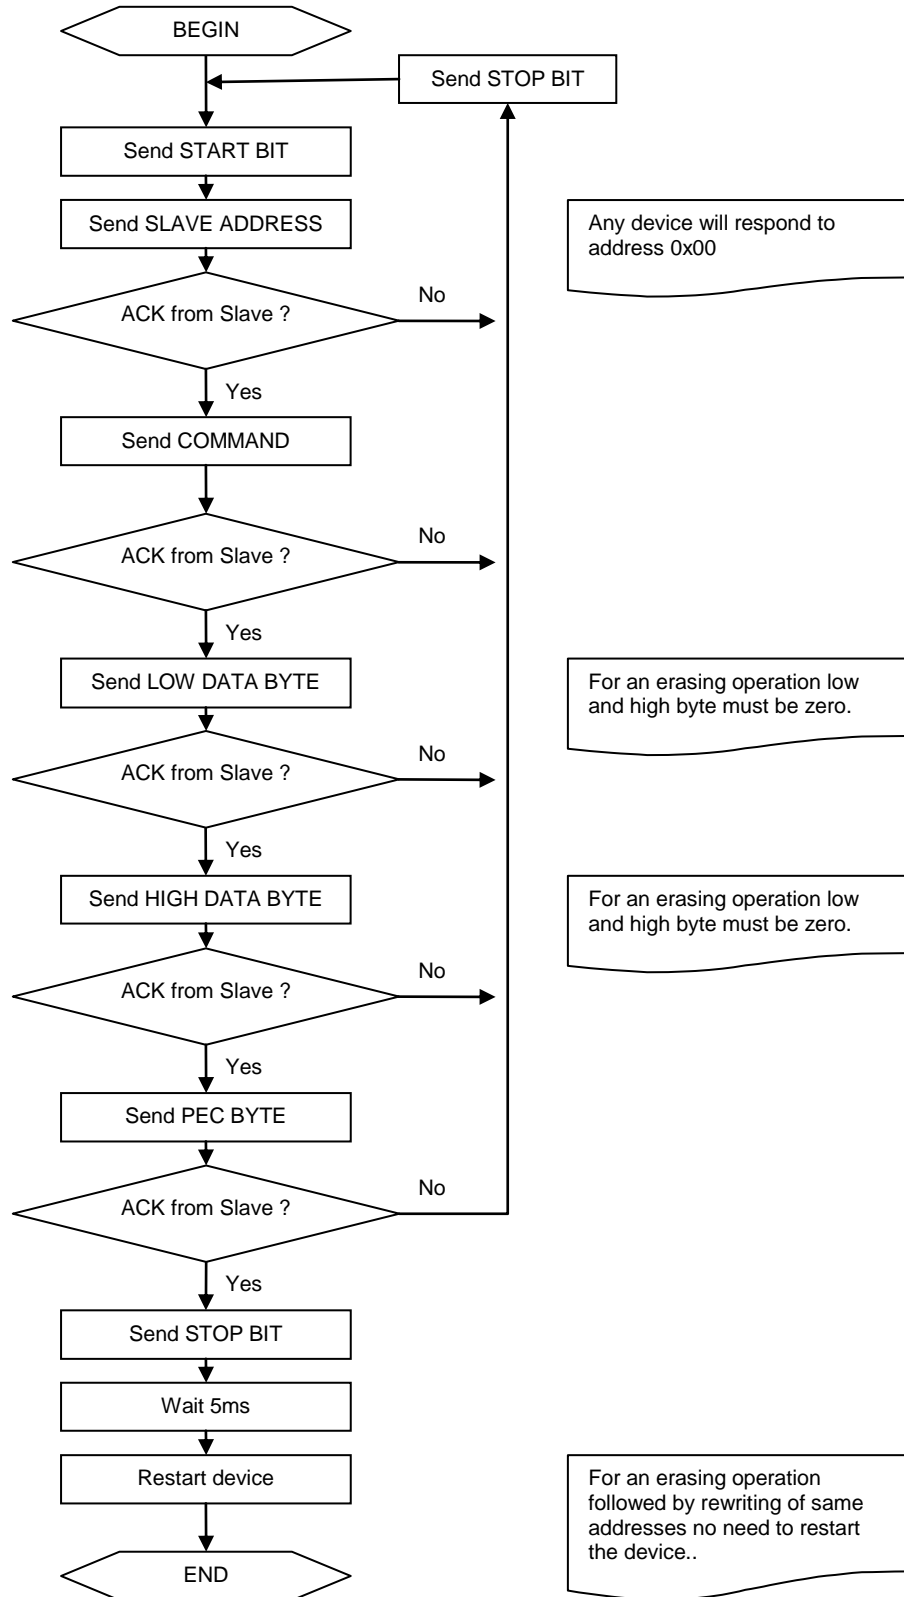 BEGIN
Send STOP BIT
Send START BIT
Send SLAVE ADDRESS
Any device will respond to
address 0x00
ACK from Slave ?
No
Yes
Send COMMAND
ACK from Slave ?
No
Yes
Send LOW DATA BYTE
For an erasing operation low
and high byte must be zero.
ACK from Slave ?
No
Yes
Send HIGH DATA BYTE
For an erasing operation low
and high byte must be zero.
ACK from Slave ?
No
Yes
Send PEC BYTE
ACK from Slave ?
No
Yes
Send STOP BIT
Wait 5ms
Restart device
For an erasing operation
followed by rewriting of same
addresses no need to restart
the device..
END